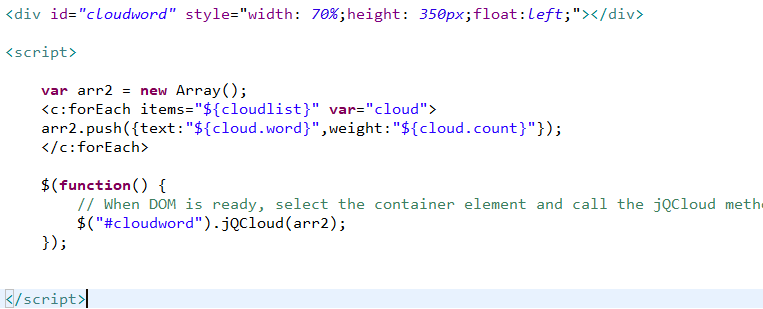 <div id="cloudword" style="width: 70%;height: 350px;float:left;"></div>
<script>
var arr2 = new Array();
<c:forEach items="${cloudlist}" var="cloud">
arr2.push({text:"${cloud.word}",weight:"${cloud.count}"});
</c:forEach>
$(function() {
// When DOM is ready, select the container element and call the jQCloud meth
$("#cloudword").jQCloud(arr2);
});
</script>